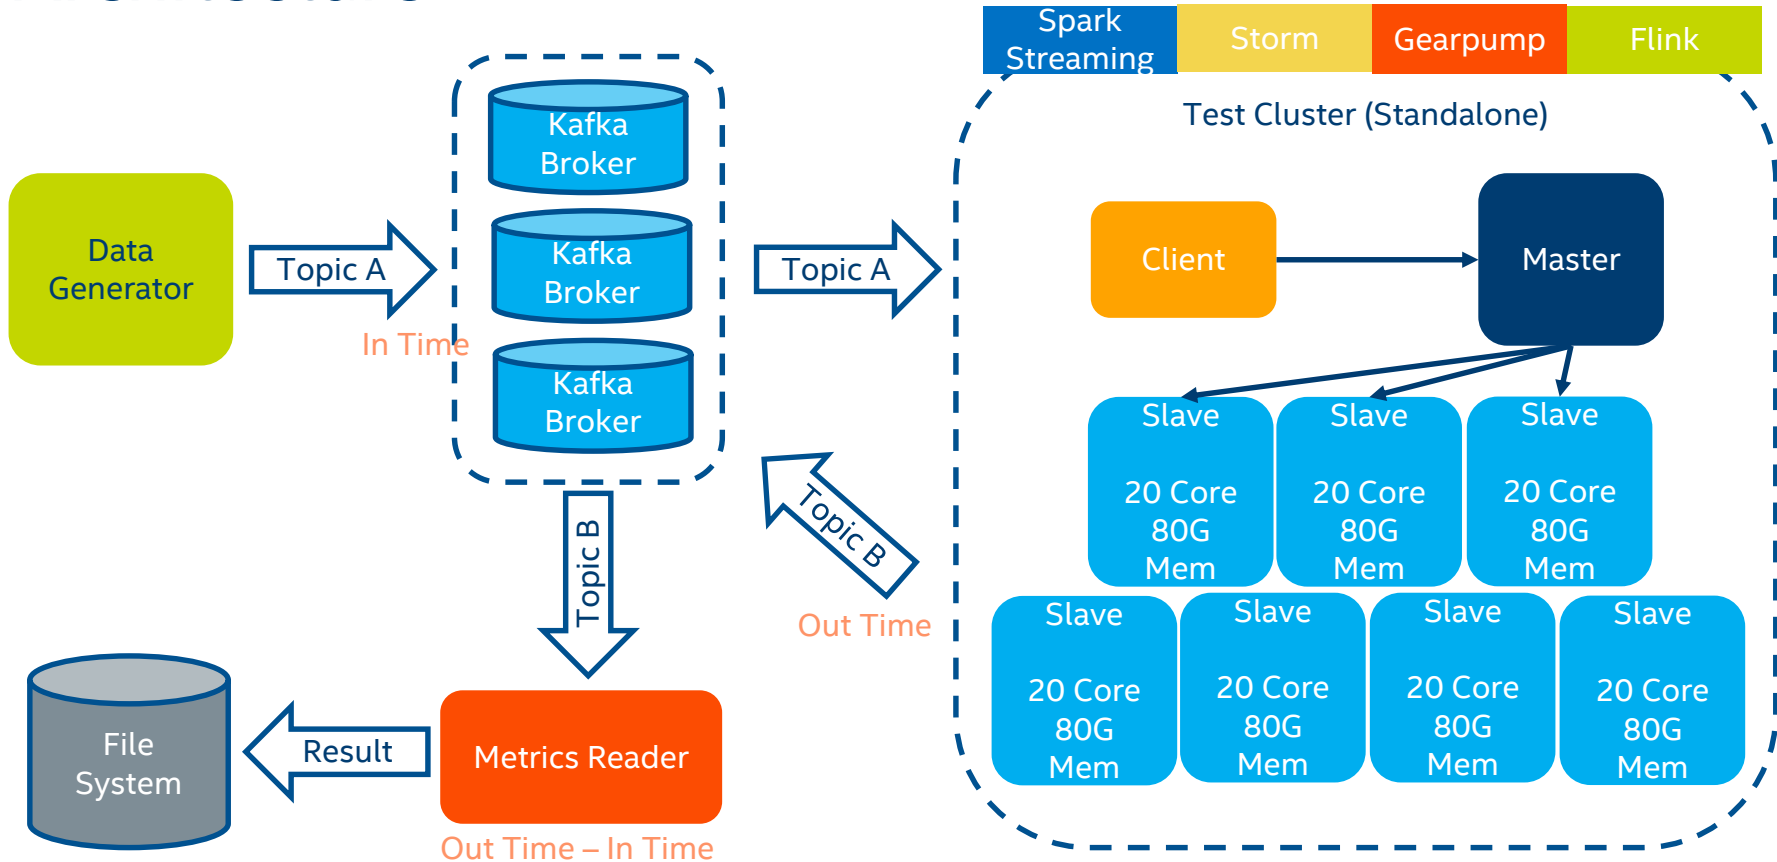 Spark
Streaming
Storm
Gearpump
Flink
Test Cluster (Standalone)
Kafka
Broker
Kafka
Broker
Kafka
Broker
Data
Generator
Topic A
In Time
Topic A
Client
Master
Slave
20 Core
80G
Mem
Slave
20 Core
80G
Mem
Slave
20 Core
80G
Mem
Topic B
Out Time
Topic B
Slave
20 Core
80G
Mem
Slave
20 Core
80G
Mem
Slave
20 Core
80G
Mem
Slave
20 Core
80G
Mem
File
System
Result
Metrics Reader
Out Time – In Time